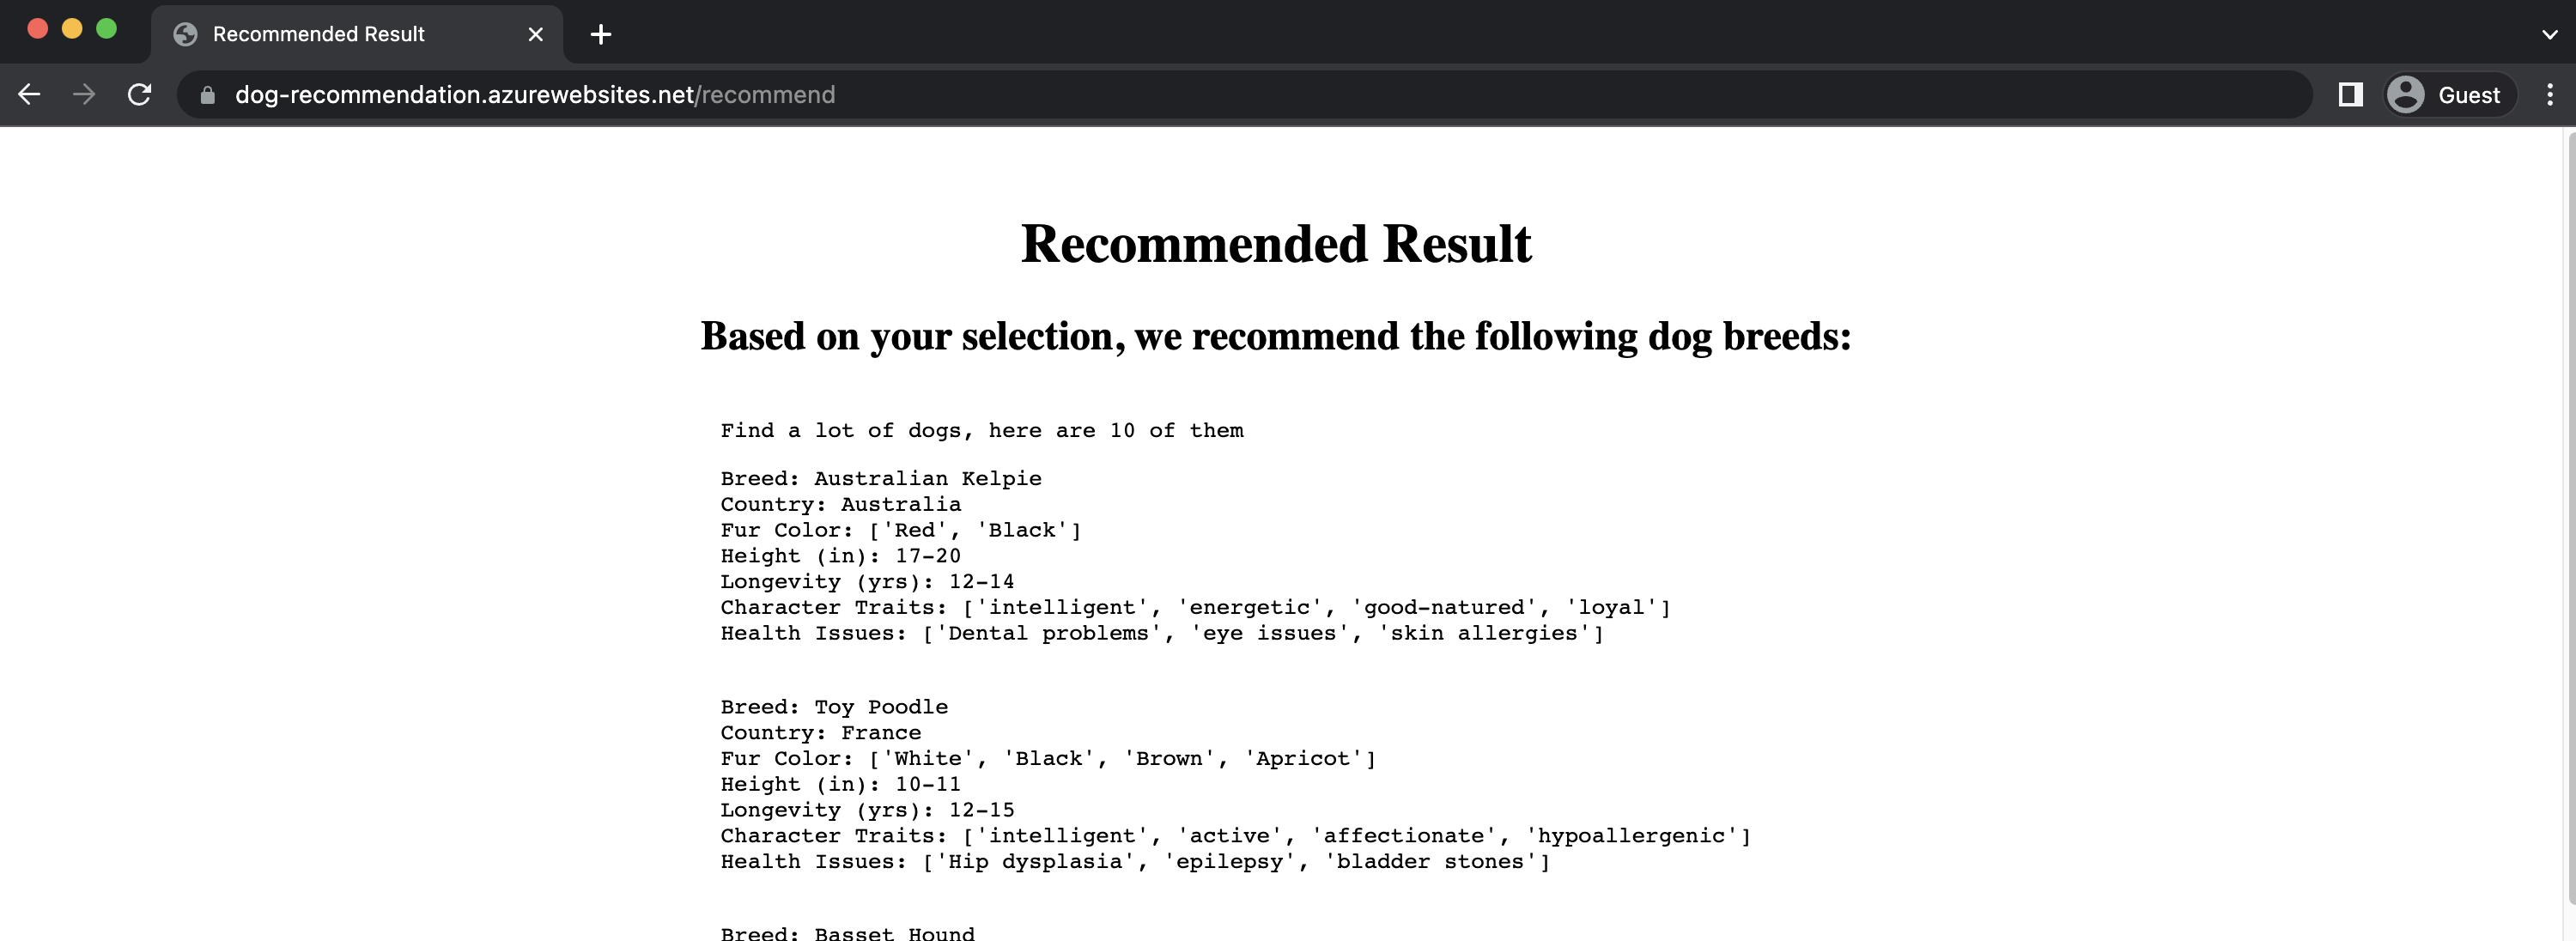 Recommended Result
dog-recommendation.azurewebsites.net/recommend
Guest
Recommended Result
Based on your selection, we recommend the following dog breeds:
Find a lot of dogs, here are 10 of them
Breed: Australian Kelpie
Country: Australia
Fur Color: ['Red', 'Black']
Height (in): 17-20
Longevity (yrs): 12-14
Character Traits: ['intelligent', 'energetic', 'good-natured', 'loyal']
Health Issues: ['Dental problems', 'eye issues', 'skin allergies']
Breed: Toy Poodle
Country: France
Fur Color: ['White', 'Black', 'Brown', 'Apricot']
Height (in): 10-11
Longevity (yrs): 12-15
Character Traits: ['intelligent', 'active', 'affectionate', 'hypoallergenic']
Health Issues: ['Hip dysplasia', 'epilepsy', 'bladder stones']
Breed: Basset Hound